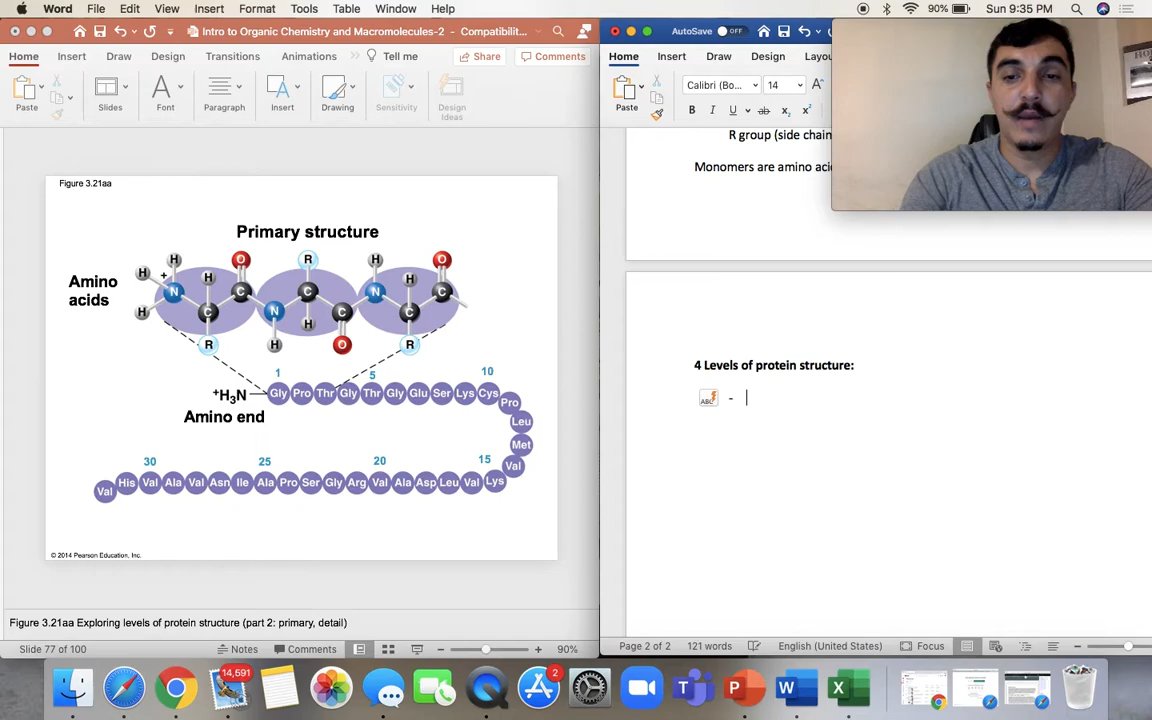 Word File Edit View Insert Format Tools Table Window Help 90% Sun 9:35 PM
Intro to Organic Chemistry and Macromolecules-2 - Compatibilit...
Home Insert Draw Design Transitions Animations Tell me Share Comments
Paste Slides Font Paragraph Insert Drawing Sensitivity Design Ideas
Figure 3.21aa
Primary structure
Amino acids
H H + H N H C R C O N H C R H C O N H C H R C O
1 5 10
+H3N Gly Pro Thr Gly Thr Gly Glu Ser Lys Cys
Amino end
Pro
Leu
Met
Val
30 25 20 15
Val His Val Ala Val Asn Ile Ala Pro Ser Gly Arg Val Ala Asp Leu Val Lys
© 2014 Pearson Education, Inc.
Figure 3.21aa Exploring levels of protein structure (part 2: primary, detail)
Slide 77 of 100 Notes Comments 90%
AutoSave OFF
Home Insert Draw Design Layou
Paste Calibri (Bo... 14 A^
B I U ab x2 x2
R group (side chain
Monomers are amino acid
4 Levels of protein structure:
ABC -
Page 2 of 2 121 words English (United States) Focus
14,691 2